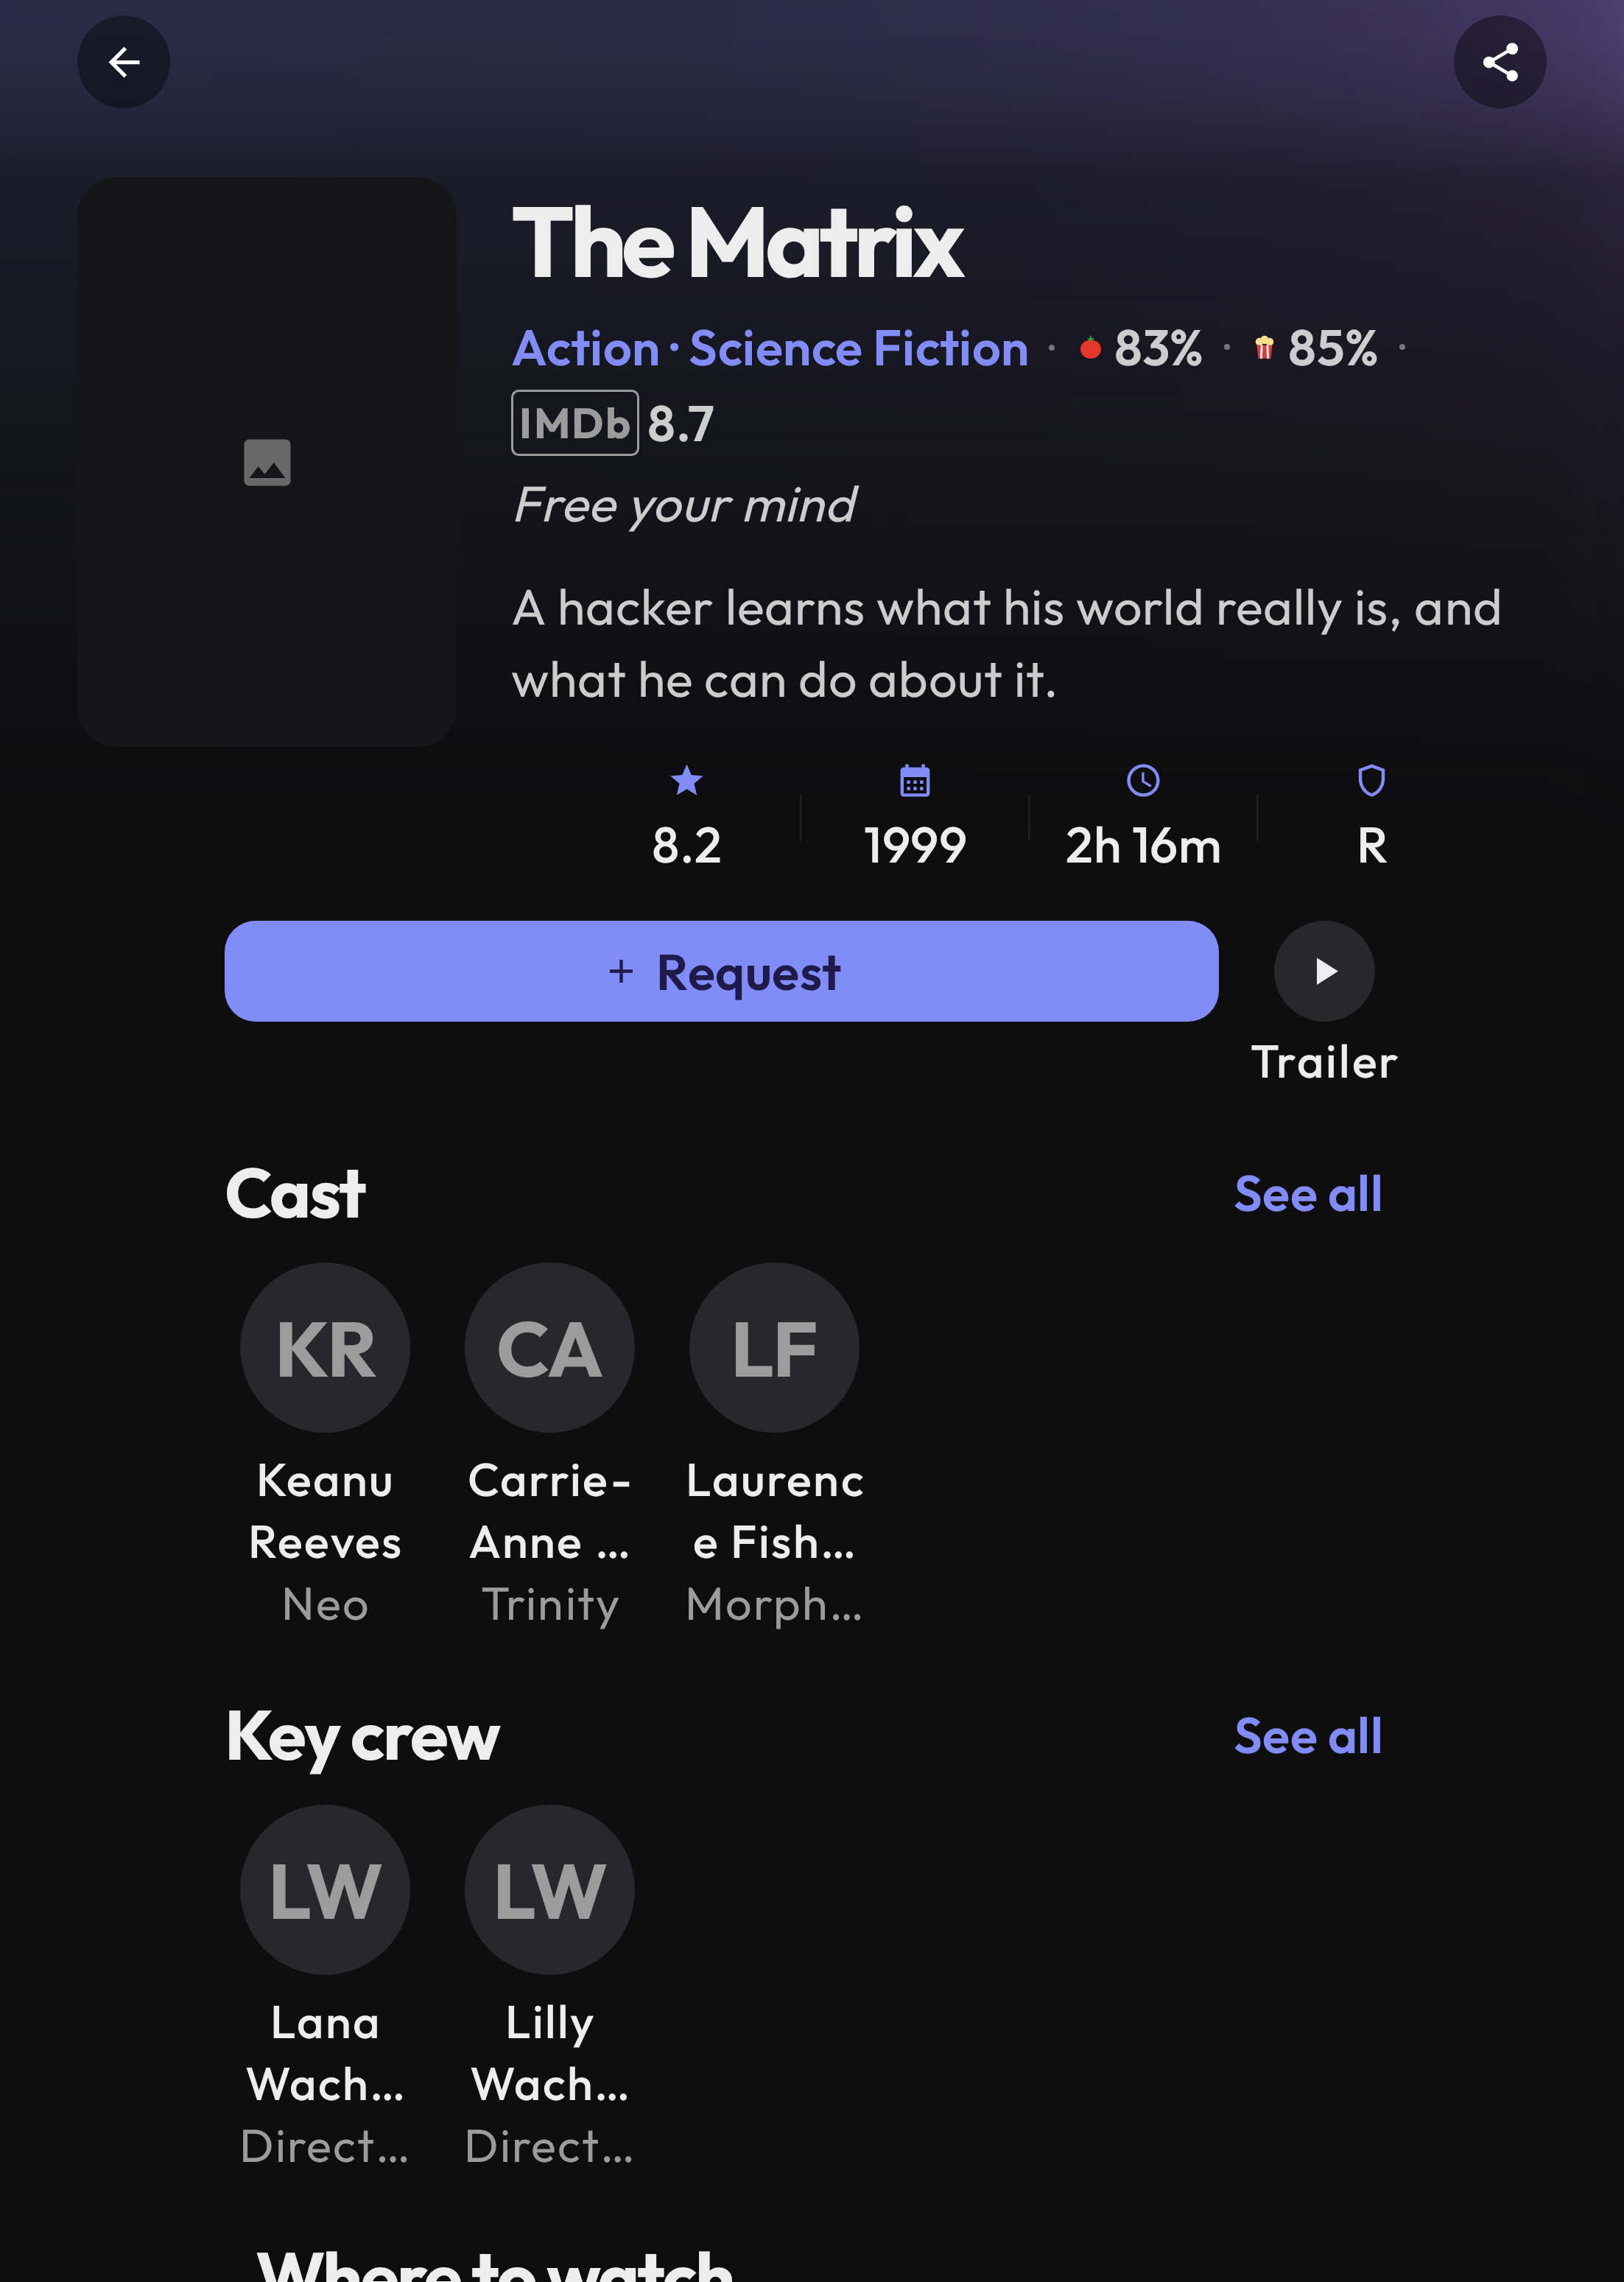 The Matrix
Action · Science Fiction · 83% · 85% ·
IMDb 8.7
Free your mind
A hacker learns what his world really is, and
what he can do about it.
8.2 1999 2h 16m R
+ Request
Trailer
Cast See all
KR CA LF
Keanu Carrie- Laurenc
Reeves Anne ... e Fish...
Neo Trinity Morph...
Key crew See all
LW LW
Lana Lilly
Wach... Wach...
Direct... Direct...
Where to watch